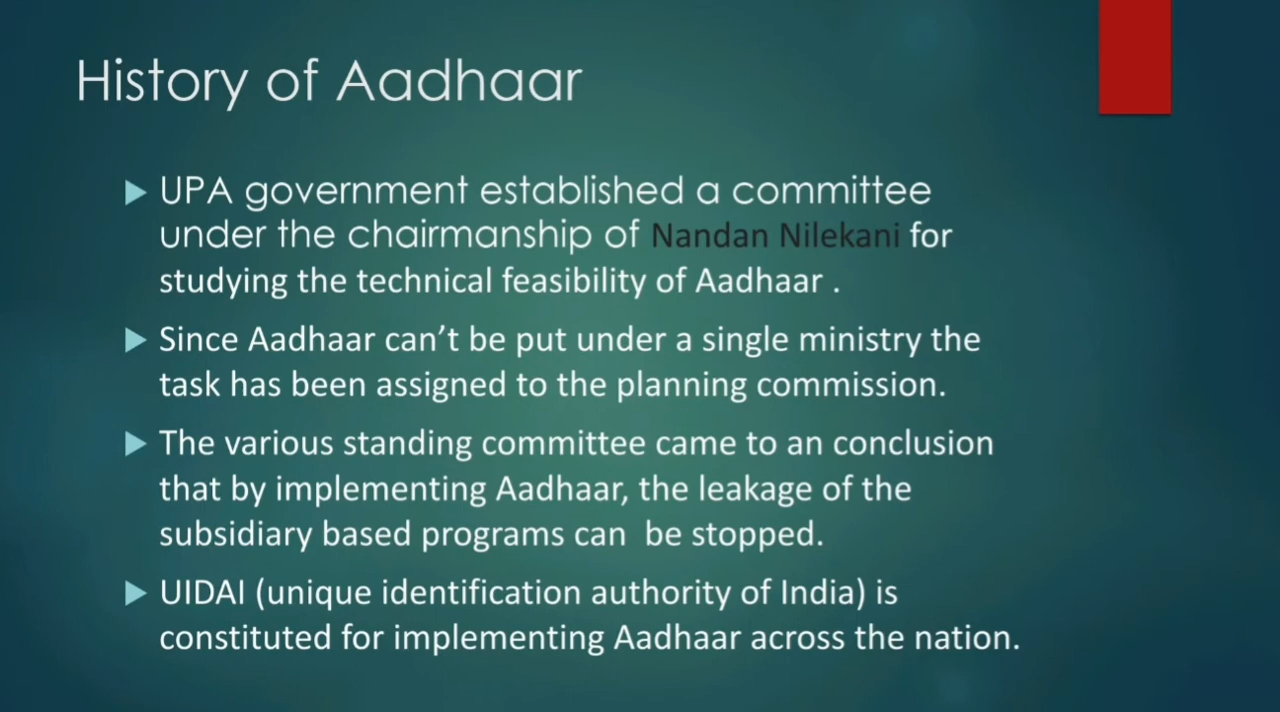 History of Aadhaar
UPA government established a committee
under the chairmanship of Nandan Nilekani for
studying the technical feasibility of Aadhaar .
Since Aadhaar can’t be put under a single ministry the
task has been assigned to the planning commission.
The various standing committee came to an conclusion
that by implementing Aadhaar, the leakage of the
subsidiary based programs can  be stopped.
UIDAI (unique identification authority of India) is
constituted for implementing Aadhaar across the nation.